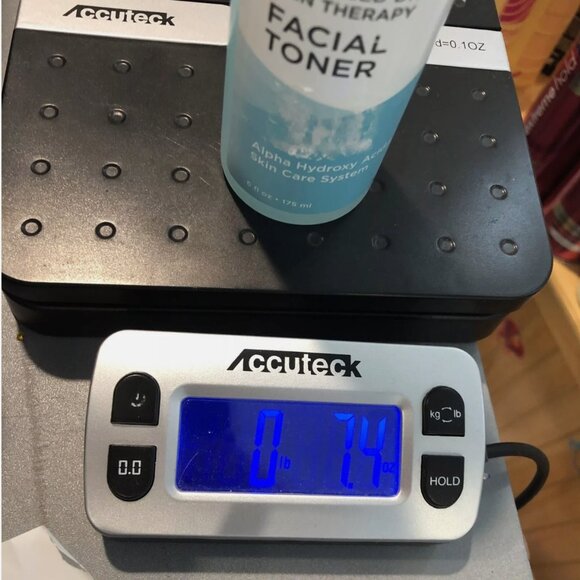 ACCUTECK
THERAPY
FACIAL
TONER
d=0.1OZ
Alpha Hydroxy Acid
Skin Care System
6 fl oz • 175 ml
ACCUTECK
0.0
0 lb 7.4 oz
kg lb
HOLD